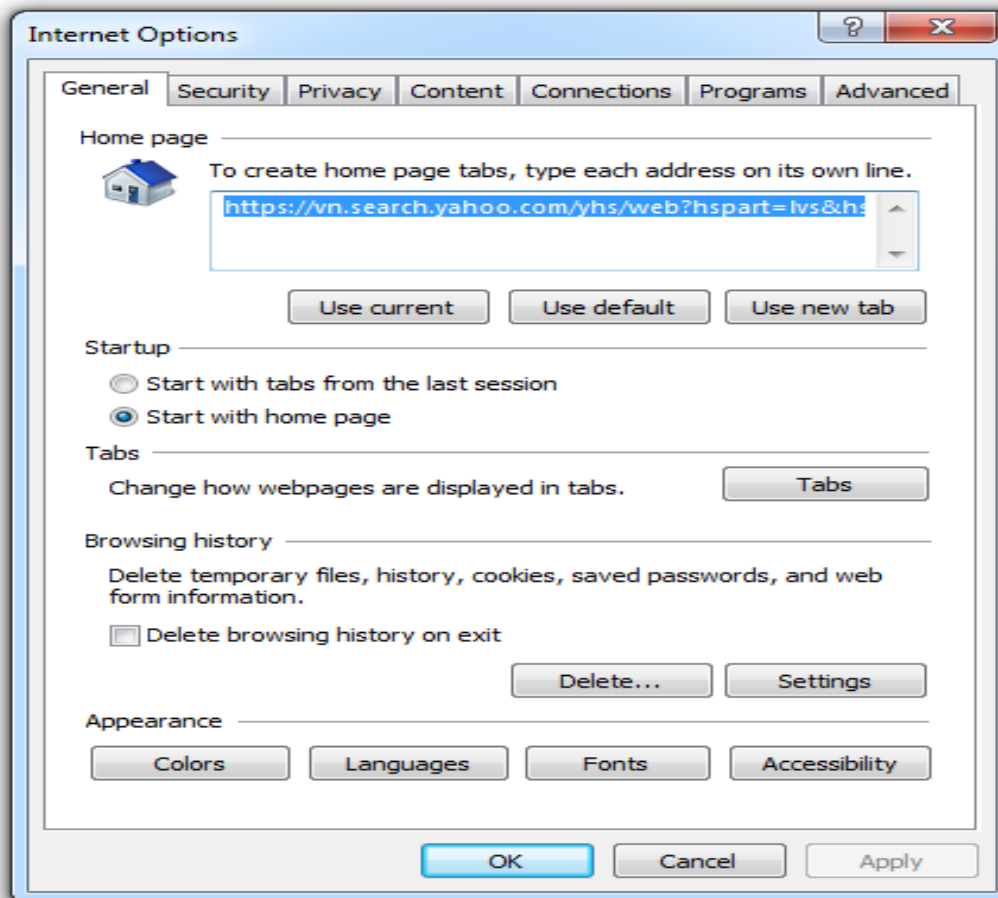 Internet Options
General Security Privacy Content Connections Programs Advanced
Home page
To create home page tabs, type each address on its own line.
https://vn.search.yahoo.com/yhs/web?hspart=lvs&hs
Use current Use default Use new tab
Startup
Start with tabs from the last session
Start with home page
Tabs
Change how webpages are displayed in tabs. Tabs
Browsing history
Delete temporary files, history, cookies, saved passwords, and web
form information.
Delete browsing history on exit
Delete... Settings
Appearance
Colors Languages Fonts Accessibility
OK Cancel Apply